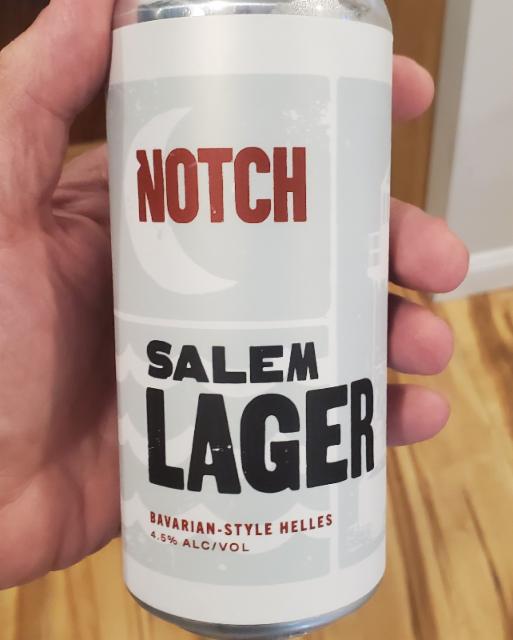 NOTCH
SALEM
LAGER
BAVARIAN-STYLE HELLES
4.5% ALC/VOL